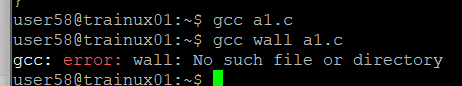 }
user58@trainux01:~$ gcc a1.c
user58@trainux01:~$ gcc wall a1.c
gcc: error: wall: No such file or directory
user58@trainux01:~$